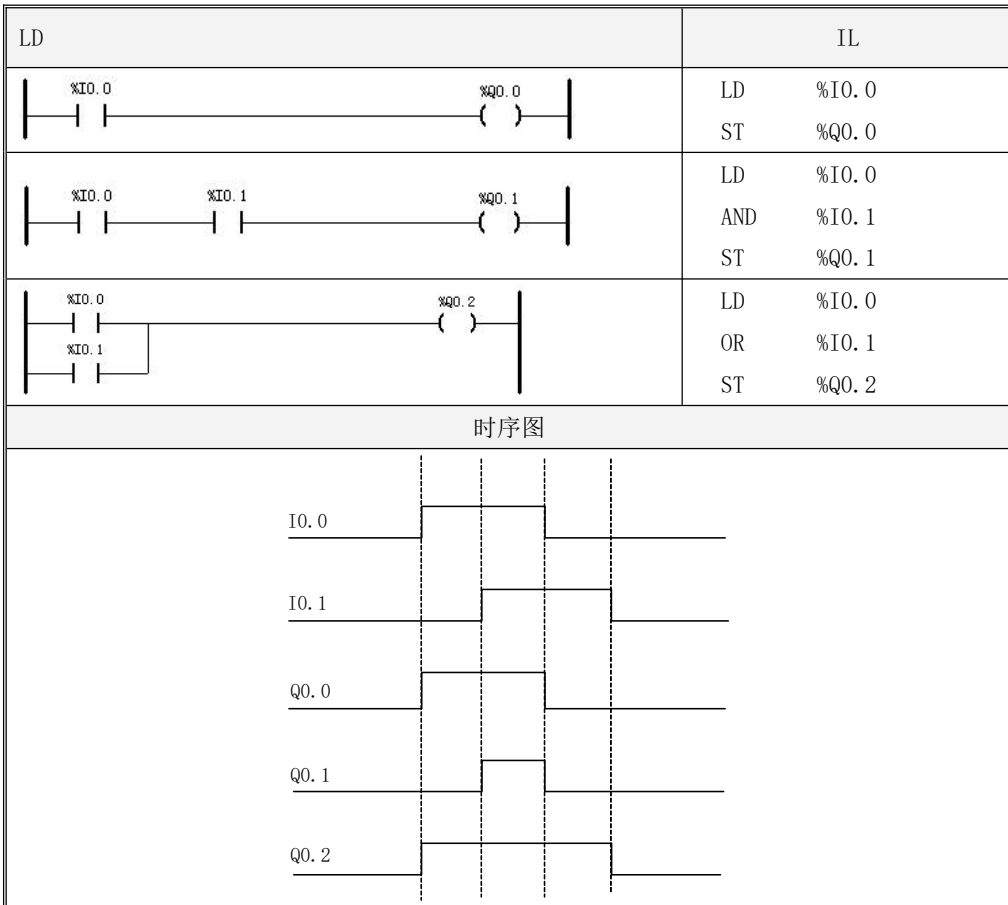 LD IL
%I0.0 %Q0.0
LD %I0.0
ST %Q0.0
%I0.0 %I0.1 %Q0.1
LD %I0.0
AND %I0.1
ST %Q0.1
%I0.0 %Q0.2
%I0.1
LD %I0.0
OR %I0.1
ST %Q0.2
时序图
I0.0
I0.1
Q0.0
Q0.1
Q0.2